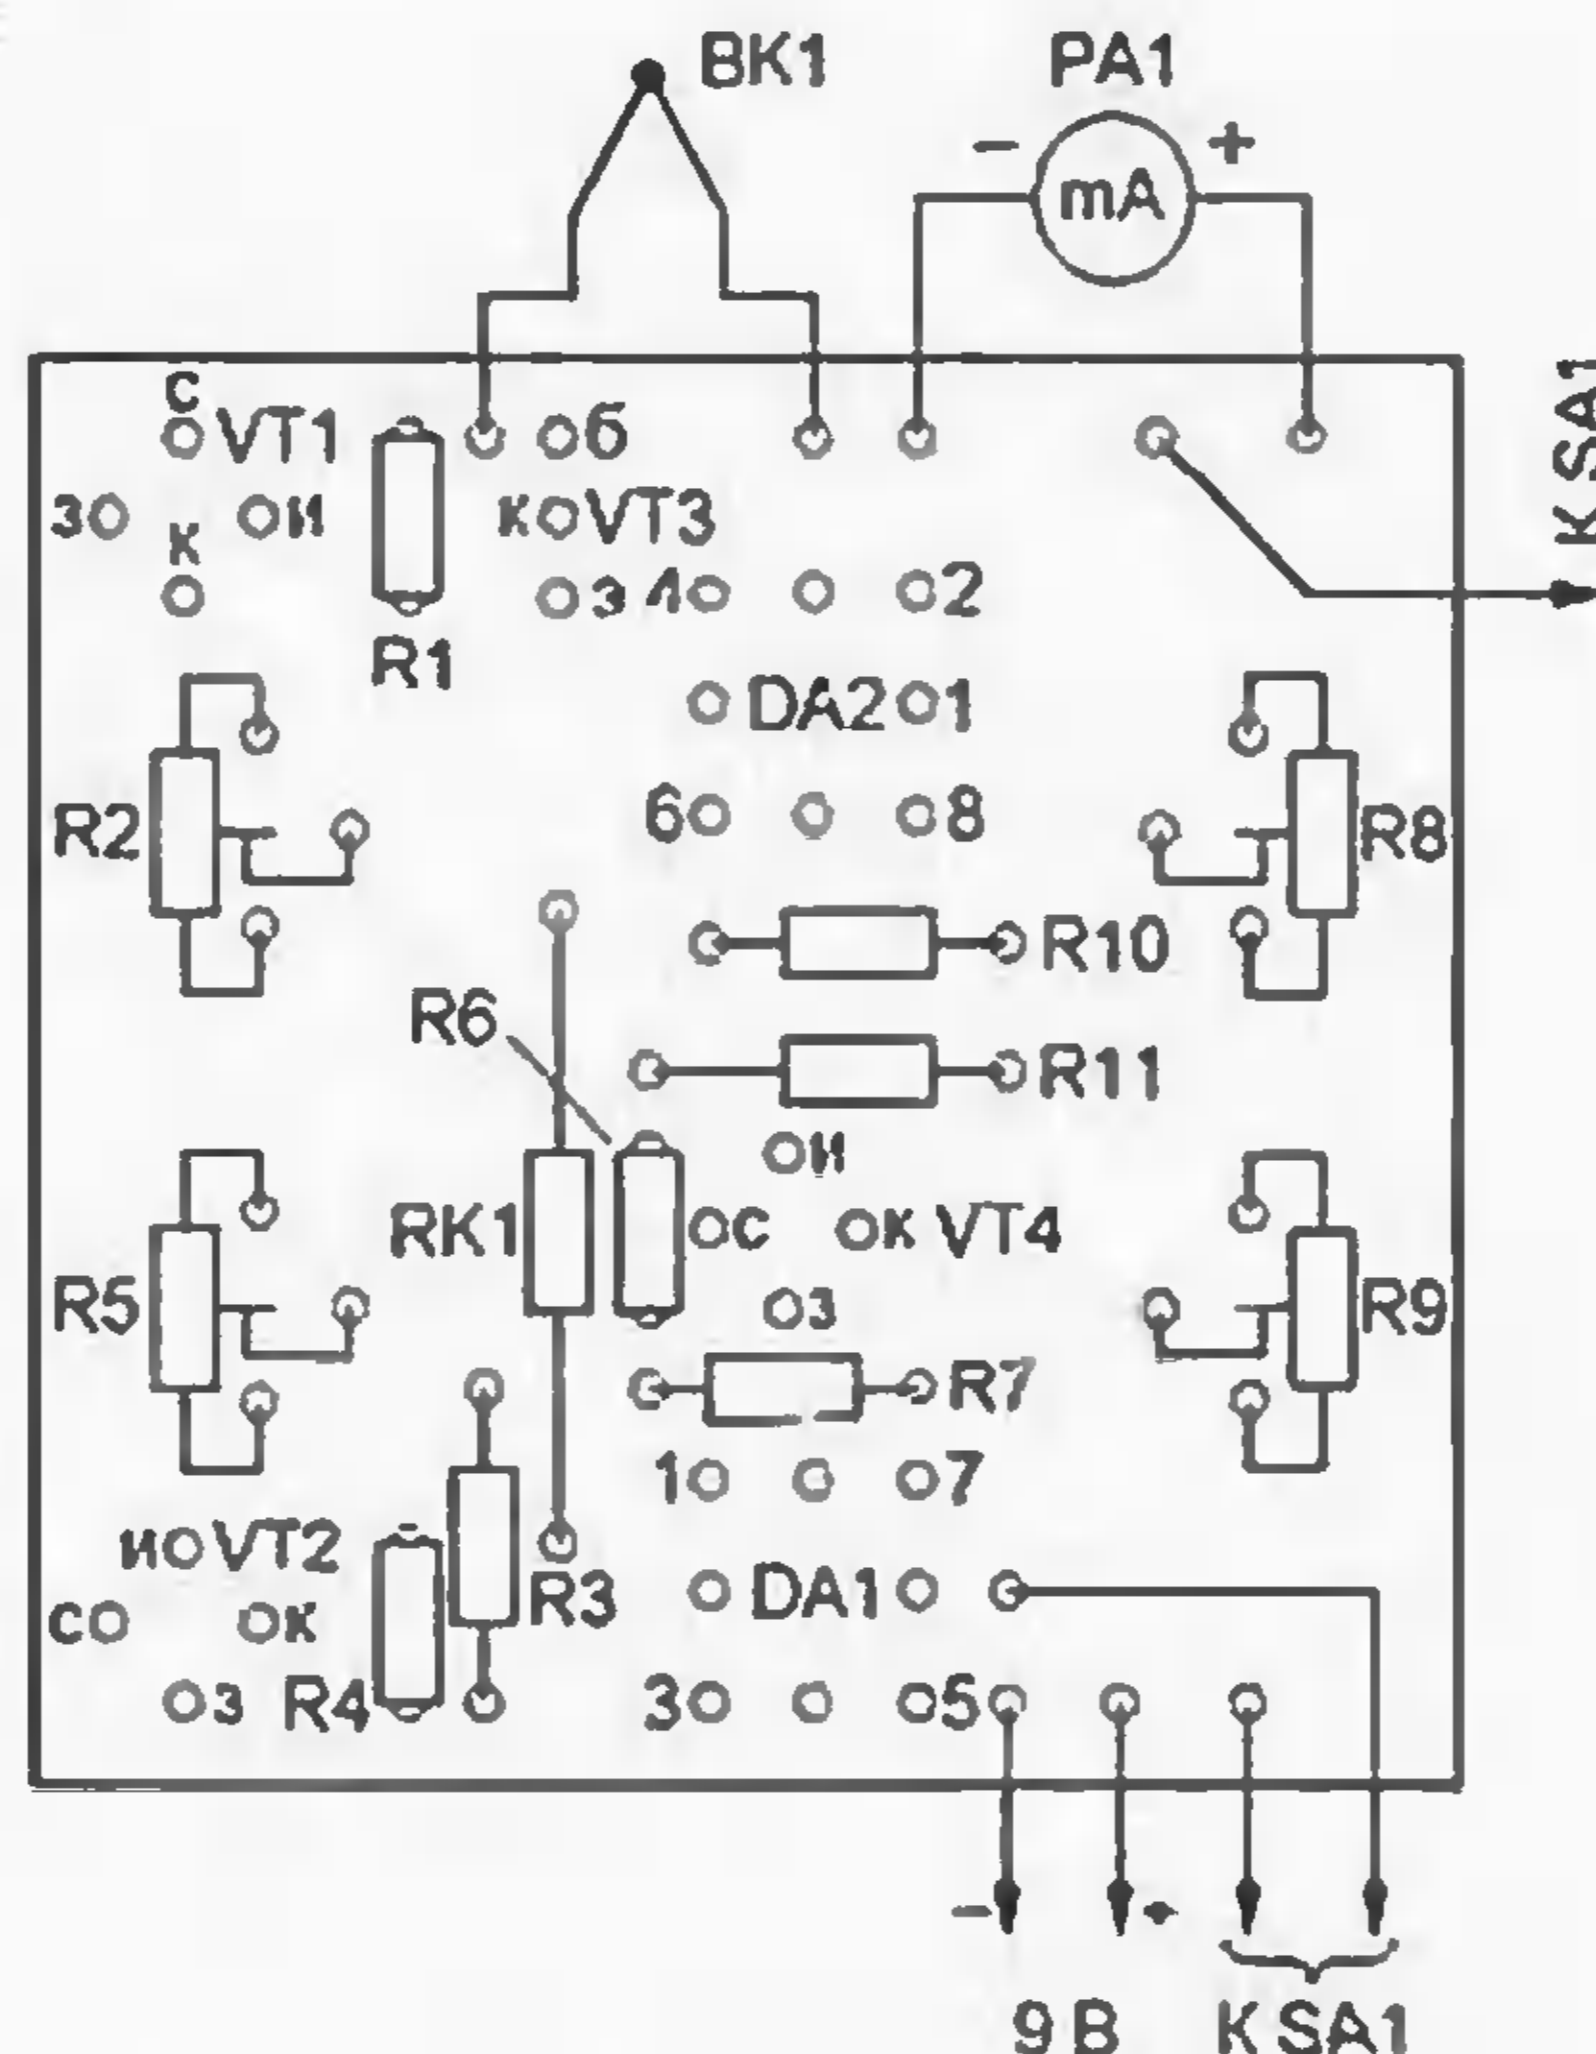 BK1
PA1
- +
mA
С
VT1
б
з
и
к
VT3
К SA1
к
э
4
2
R1
DA2
1
R2
6
8
R8
R10
R6
R11
и
RK1
с
к
VT4
R5
з
R9
R7
1
7
и
VT2
R3
DA1
с
к
з
R4
3
5
- +
9 В
К SA1